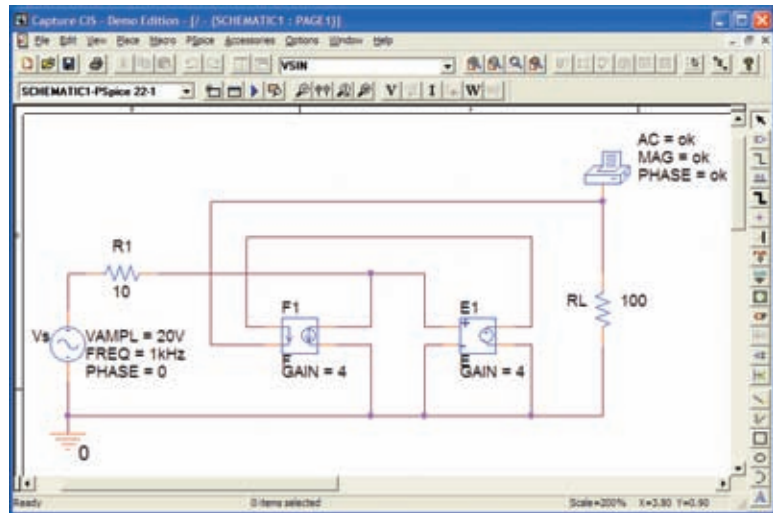 Capture CIS - Demo Edition - [/ - (SCHEMATIC1 : PAGE1)]
File Edit View Place Macro PSpice Accessories Options Window Help
VSIN
SCHEMATIC1-PSpice 22-1
V I W
AC = ok
MAG = ok
PHASE = ok
R1
10
F1
E1
RL 100
Vs
VAMPL = 20V
FREQ = 1kHz
PHASE = 0
F
GAIN = 4
E
GAIN = 4
0
Ready 0 items selected Scale=200% X=3.80 Y=0.90